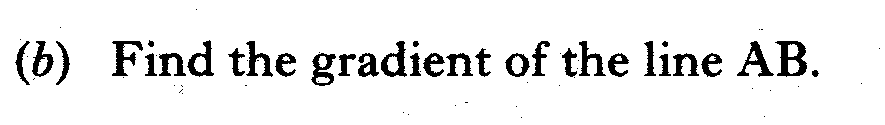 (b) Find the gradient of the line AB.